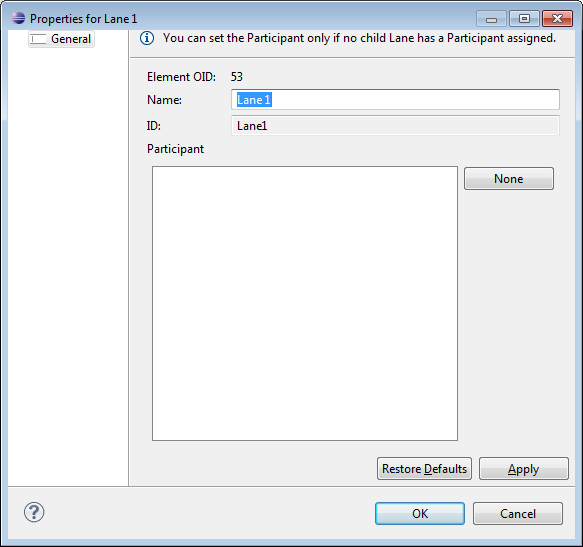 Properties for Lane 1
General
You can set the Participant only if no child Lane has a Participant assigned.
Element OID: 53
Name: Lane 1
ID: Lane1
Participant
None
Restore Defaults Apply
OK Cancel